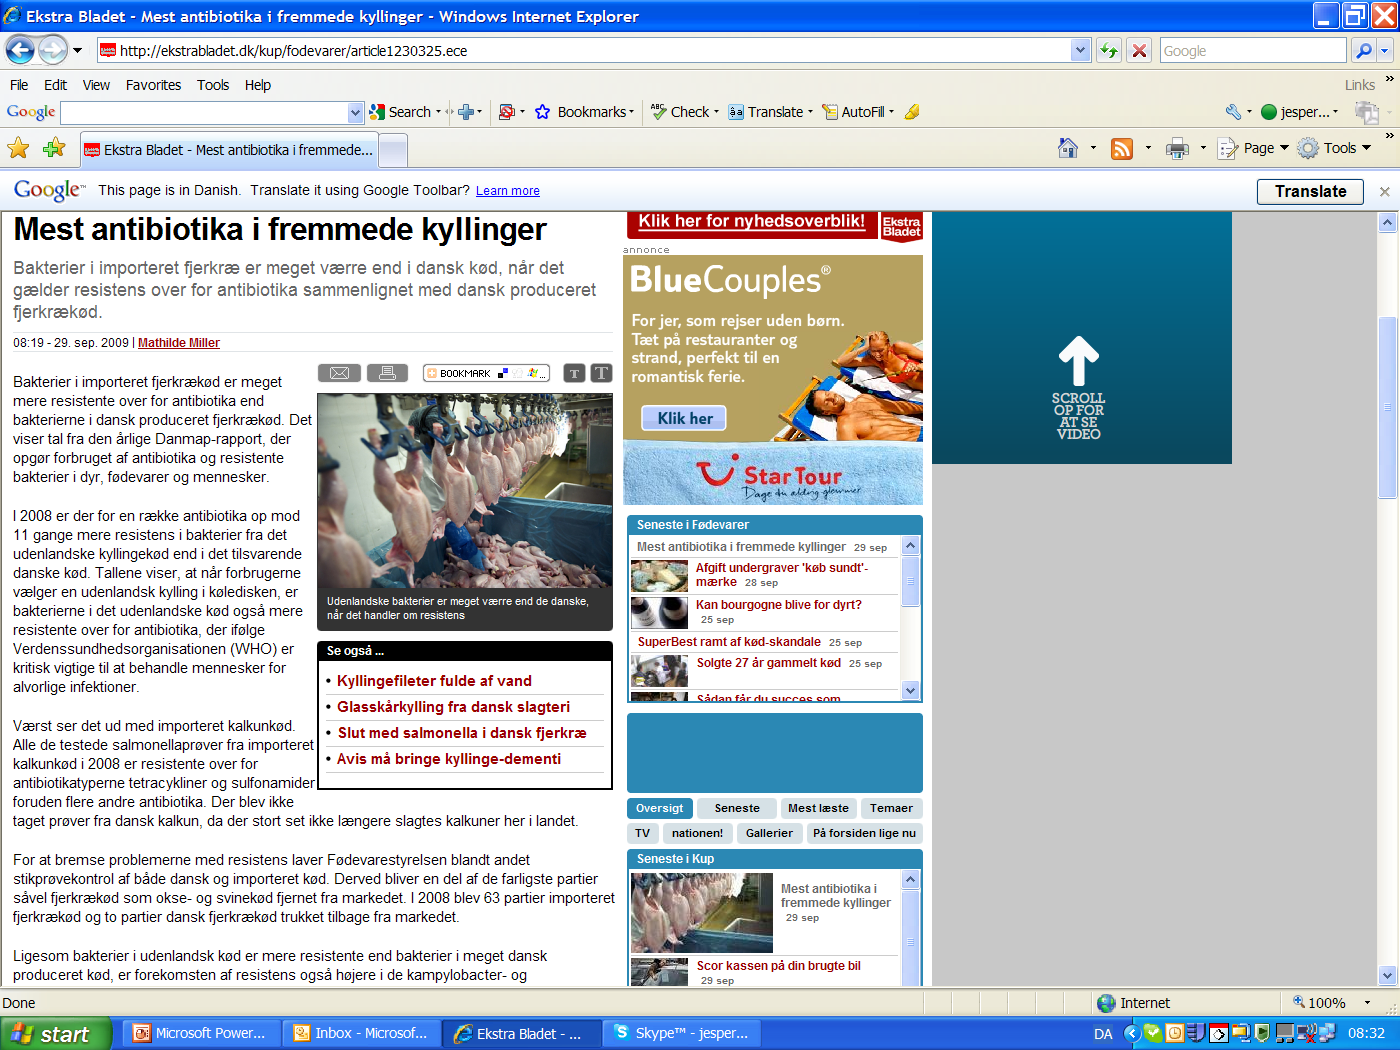 Ekstra Bladet - Mest antibiotika i fremmede kyllinger - Windows Internet Explorer
http://ekstrabladet.dk/kup/fodevarer/article1230325.ece
Google
File Edit View Favorites Tools Help
Links
Google
Search
Bookmarks
Check
Translate
AutoFill
jesper...
Ekstra Bladet - Mest antibiotika i fremmede...
Page
Tools
Google™ This page is in Danish. Translate it using Google Toolbar? Learn more
Translate
Mest antibiotika i fremmede kyllinger
Bakterier i importeret fjerkræ er meget værre end i dansk kød, når det
gælder resistens over for antibiotika sammenlignet med dansk produceret
fjerkrækød.
08:19 - 29. sep. 2009 | Mathilde Miller
BOOKMARK
T T
Bakterier i importeret fjerkrækød er meget
mere resistente over for antibiotika end
bakterierne i dansk produceret fjerkrækød. Det
viser tal fra den årlige Danmap-rapport, der
opgør forbruget af antibiotika og resistente
bakterier i dyr, fødevarer og mennesker.
I 2008 er der for en række antibiotika op mod
11 gange mere resistens i bakterier fra det
udenlandske kyllingekød end i det tilsvarende
danske kød. Tallene viser, at når forbrugerne
vælger en udenlandsk kylling i køledisken, er
bakterierne i det udenlandske kød også mere
resistente over for antibiotika, der ifølge
Verdenssundhedsorganisationen (WHO) er
kritisk vigtige til at behandle mennesker for
alvorlige infektioner.
Udenlandske bakterier er meget værre end de danske,
når det handler om resistens
Se også ...
• Kyllingefileter fulde af vand
• Glasskårkylling fra dansk slagteri
• Slut med salmonella i dansk fjerkræ
• Avis må bringe kyllinge-dementi
Værst ser det ud med importeret kalkunkød.
Alle de testede salmonellaprøver fra importeret
kalkunkød i 2008 er resistente over for
antibiotikatyperne tetracykliner og sulfonamider
foruden flere andre antibiotika. Der blev ikke
taget prøver fra dansk kalkun, da der stort set ikke længere slagtes kalkuner her i landet.
For at bremse problemerne med resistens laver Fødevarestyrelsen blandt andet
stikprøvekontrol af både dansk og importeret kød. Derved bliver en del af de farligste partier
såvel fjerkrækød som okse- og svinekød fjernet fra markedet. I 2008 blev 63 partier importeret
fjerkrækød og to partier dansk fjerkrækød trukket tilbage fra markedet.
Ligesom bakterier i udenlandsk kød er mere resistente end bakterier i meget dansk
produceret kød, er forekomsten af resistens også højere i de kampylobacter- og
Klik her for nyhedsoverblik!
Ekstra
Bladet
annonce
BlueCouples®
For jer, som rejser uden børn.
Tæt på restauranter og
strand, perfekt til en
romantisk ferie.
Klik her
Star Tour
Dage du aldrig glemmer
Seneste i Fødevarer
Mest antibiotika i fremmede kyllinger 29 sep
Afgift undergraver 'køb sundt'-
mærke 28 sep
Kan bourgogne blive for dyrt?
25 sep
SuperBest ramt af kød-skandale 25 sep
Solgte 27 år gammelt kød 25 sep
Sådan får du succes som
Oversigt Seneste Mest læste Temaer
TV nationen! Gallerier På forsiden lige nu
Seneste i Kup
Mest antibiotika i
fremmede kyllinger
29 sep
Scor kassen på din brugte bil
29 sep
SCROLL
OP FOR
AT SE
VIDEO
Done
Internet
100%
start
Microsoft Power...
Inbox - Microsof...
Ekstra Bladet - ...
Skype™ - jesper...
DA
08:32